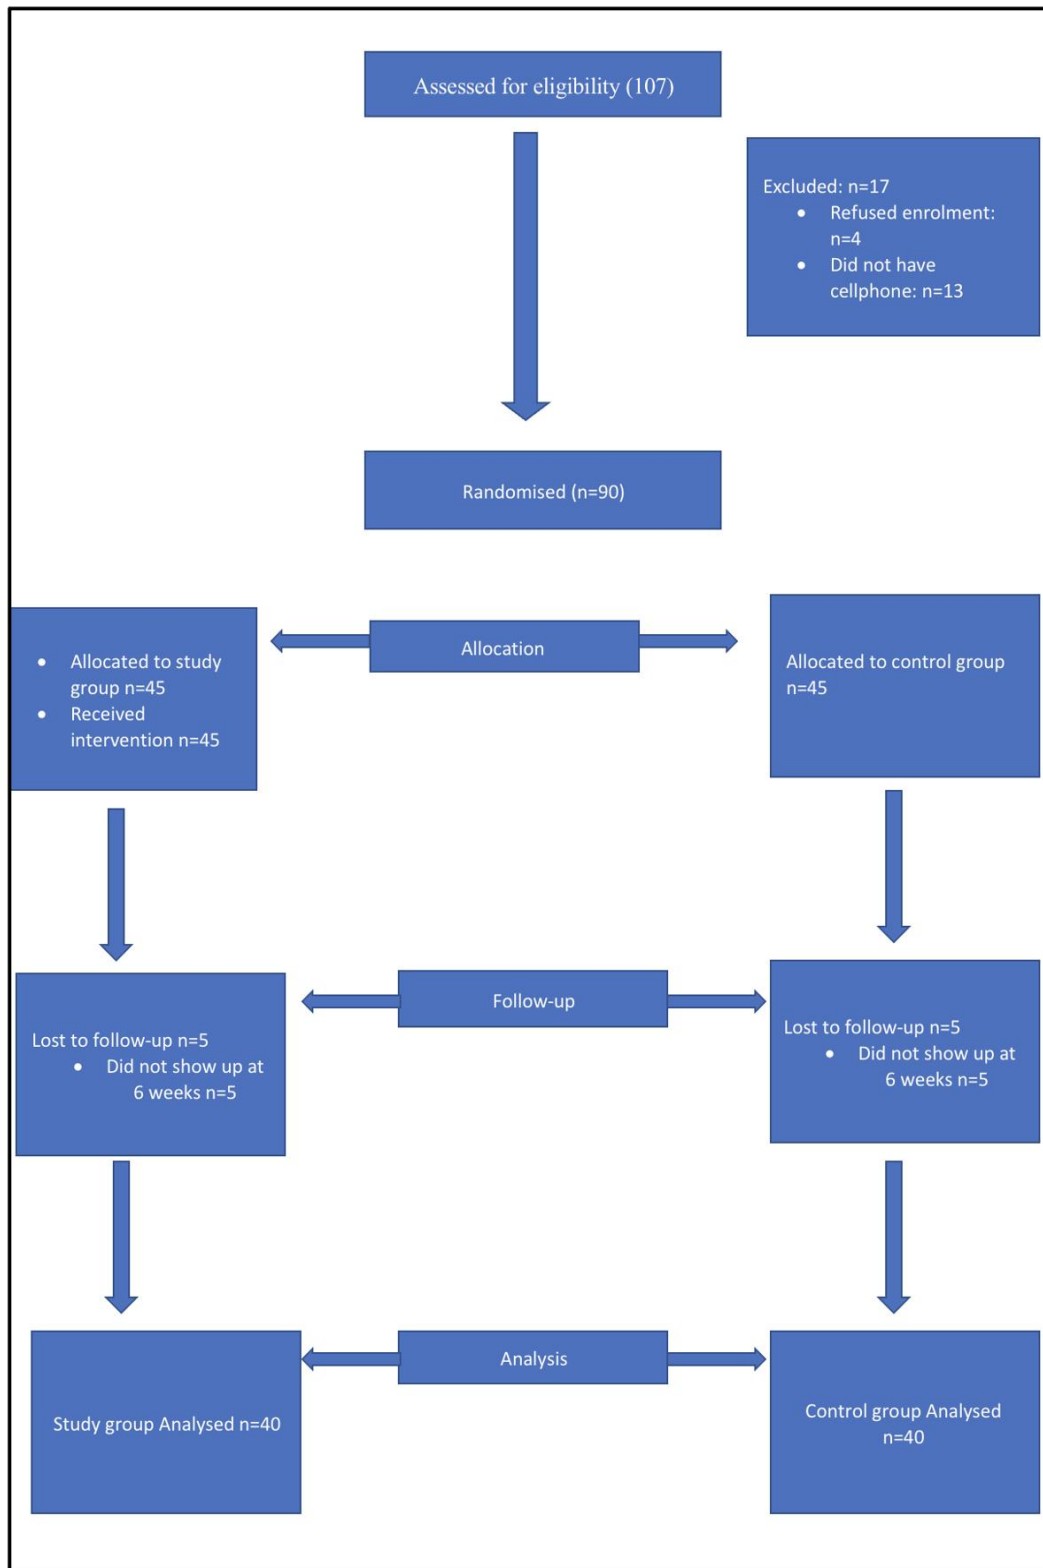 Assessed for eligibility (107)
Excluded: n=17
• Refused enrolment:
n=4
• Did not have
cellphone: n=13
Randomised (n=90)
• Allocated to study
group n=45
• Received
intervention n=45
Allocation
Allocated to control group
n=45
Lost to follow-up n=5
• Did not show up at
6 weeks n=5
Follow-up
Lost to follow-up n=5
• Did not show up at
6 weeks n=5
Study group Analysed n=40
Analysis
Control group Analysed
n=40